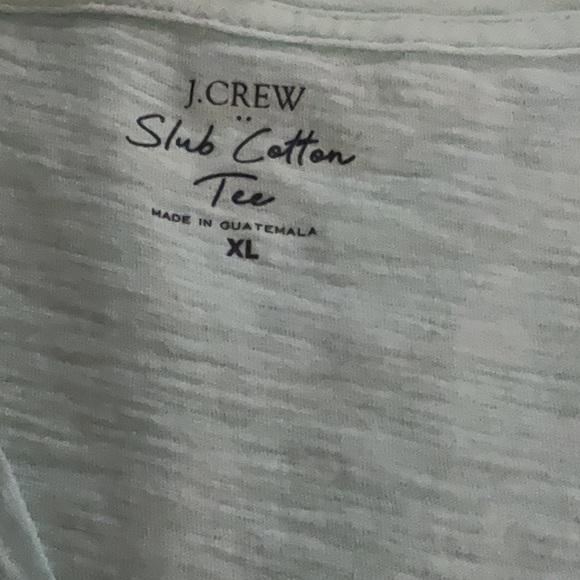 J.CREW
Slub Cotton
Tee
MADE IN GUATEMALA
XL